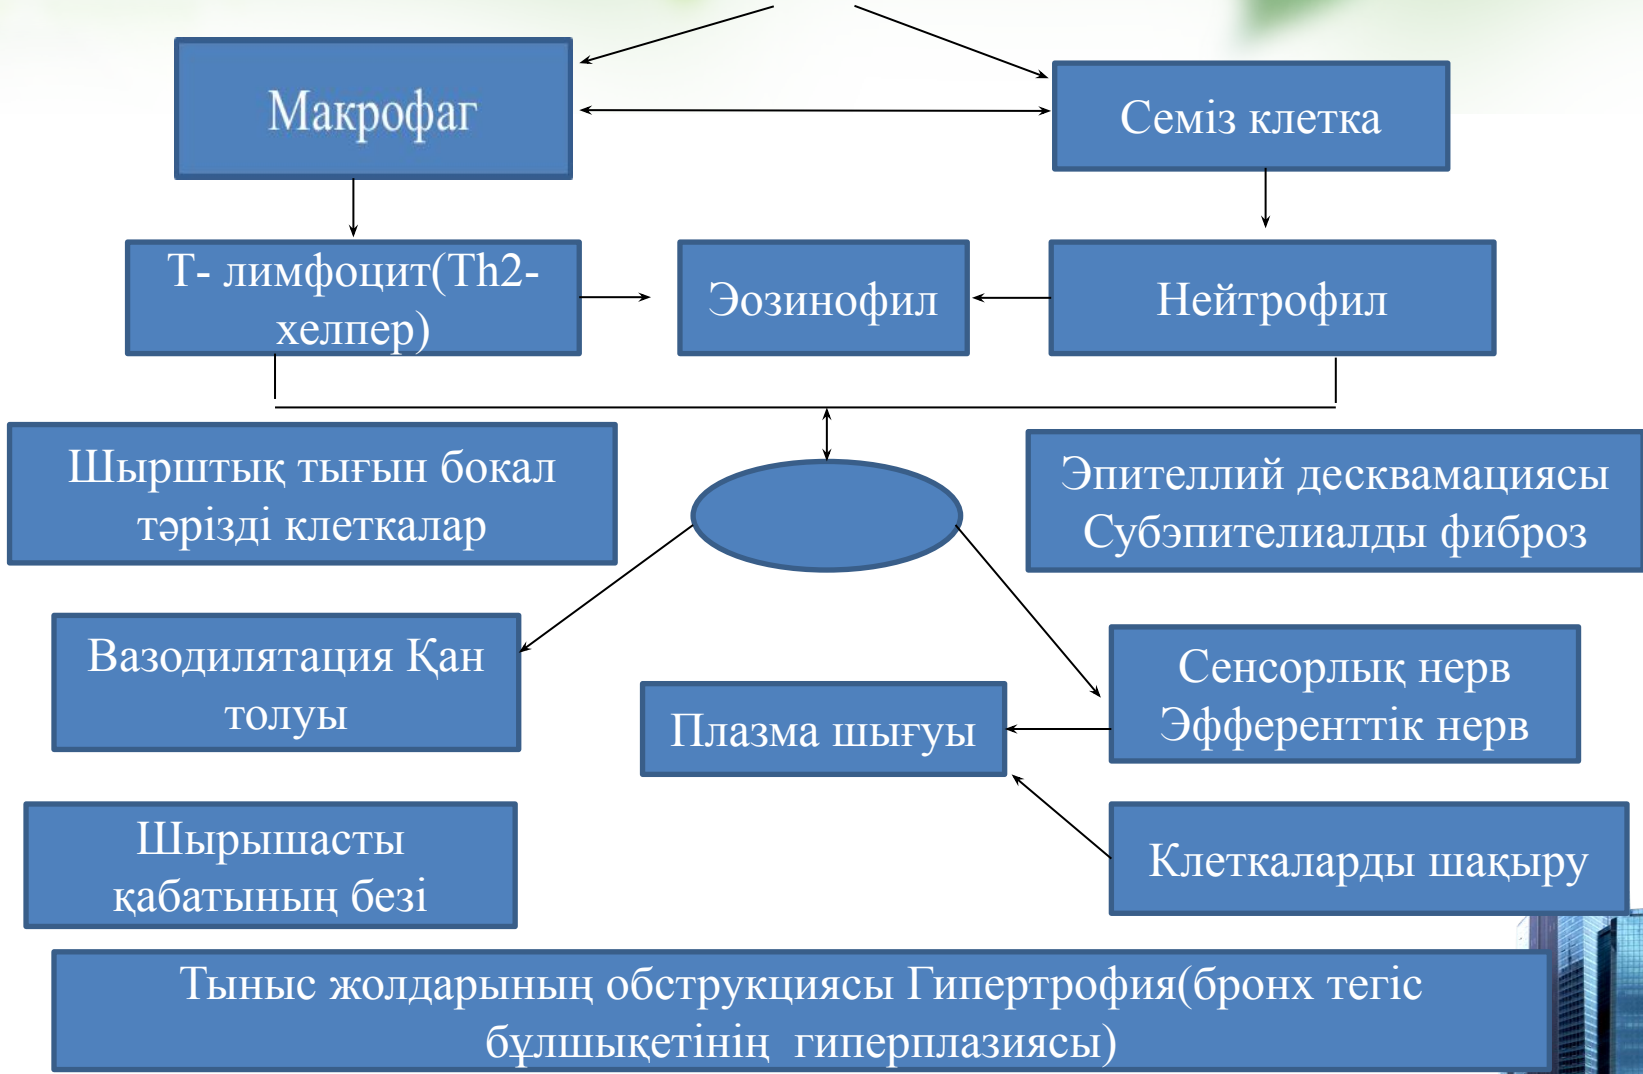 Макрофаг
Семіз клетка
Т- лимфоцит(Th2-
хелпер)
Эозинофил
Нейтрофил
Шырштық тығын бокал
тәрізді клеткалар
Эпителлий десквамациясы
Субэпителиалды фиброз
Вазодилятация Қан
толуы
Плазма шығуы
Сенсорлық нерв
Эфференттік нерв
Шырышасты
қабатының безі
Клеткаларды шақыру
Тыныс жолдарының обструкциясы Гипертрофия(бронх тегіс
бұлшықетінің  гиперплазиясы)